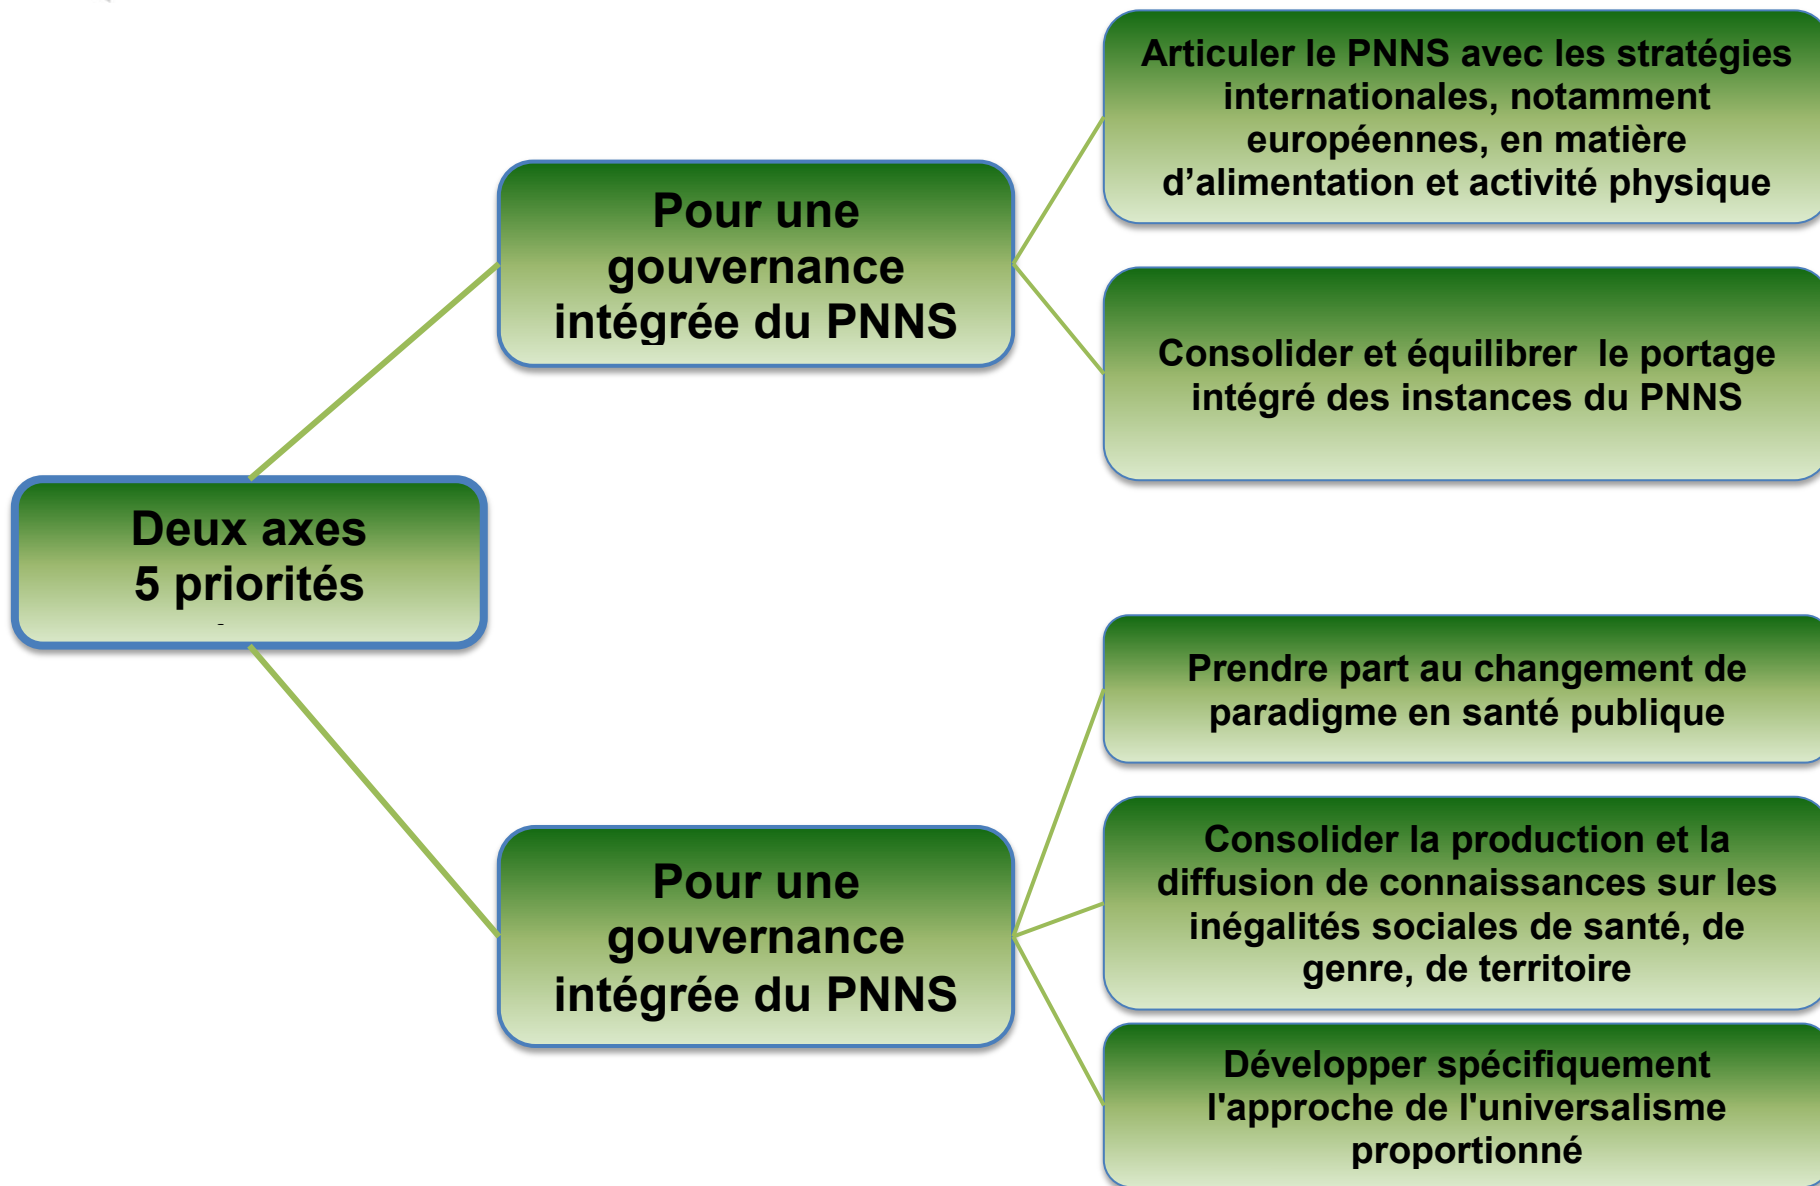 Deux axes
5 priorités
Pour une
gouvernance
intégrée du PNNS
Articuler le PNNS avec les stratégies
internationales, notamment
européennes, en matière
d’alimentation et activité physique
Consolider et équilibrer  le portage
intégré des instances du PNNS
Pour une
gouvernance
intégrée du PNNS
Prendre part au changement de
paradigme en santé publique
Consolider la production et la
diffusion de connaissances sur les
inégalités sociales de santé, de
genre, de territoire
Développer spécifiquement
l'approche de l'universalisme
proportionné